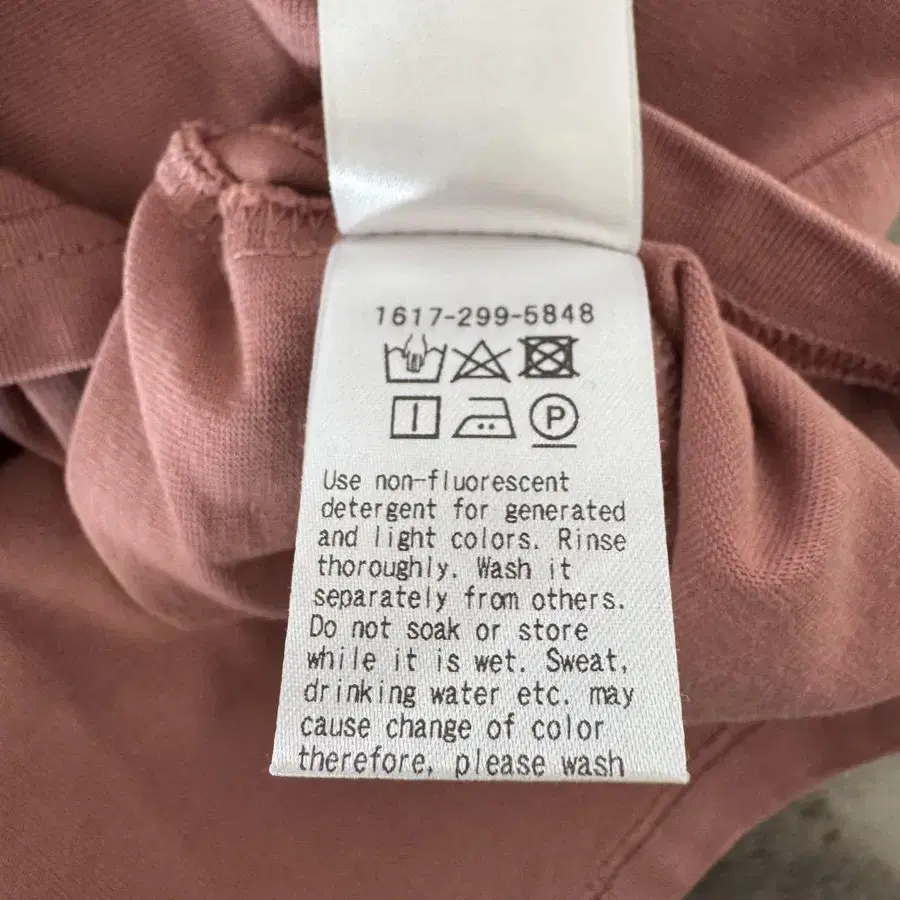 1617-299-5848
P
Use non-fluorescent
detergent for generated
and light colors. Rinse
thoroughly. Wash it
separately from others.
Do not soak or store
while it is wet. Sweat,
drinking water etc. may
cause change of color
therefore, please wash